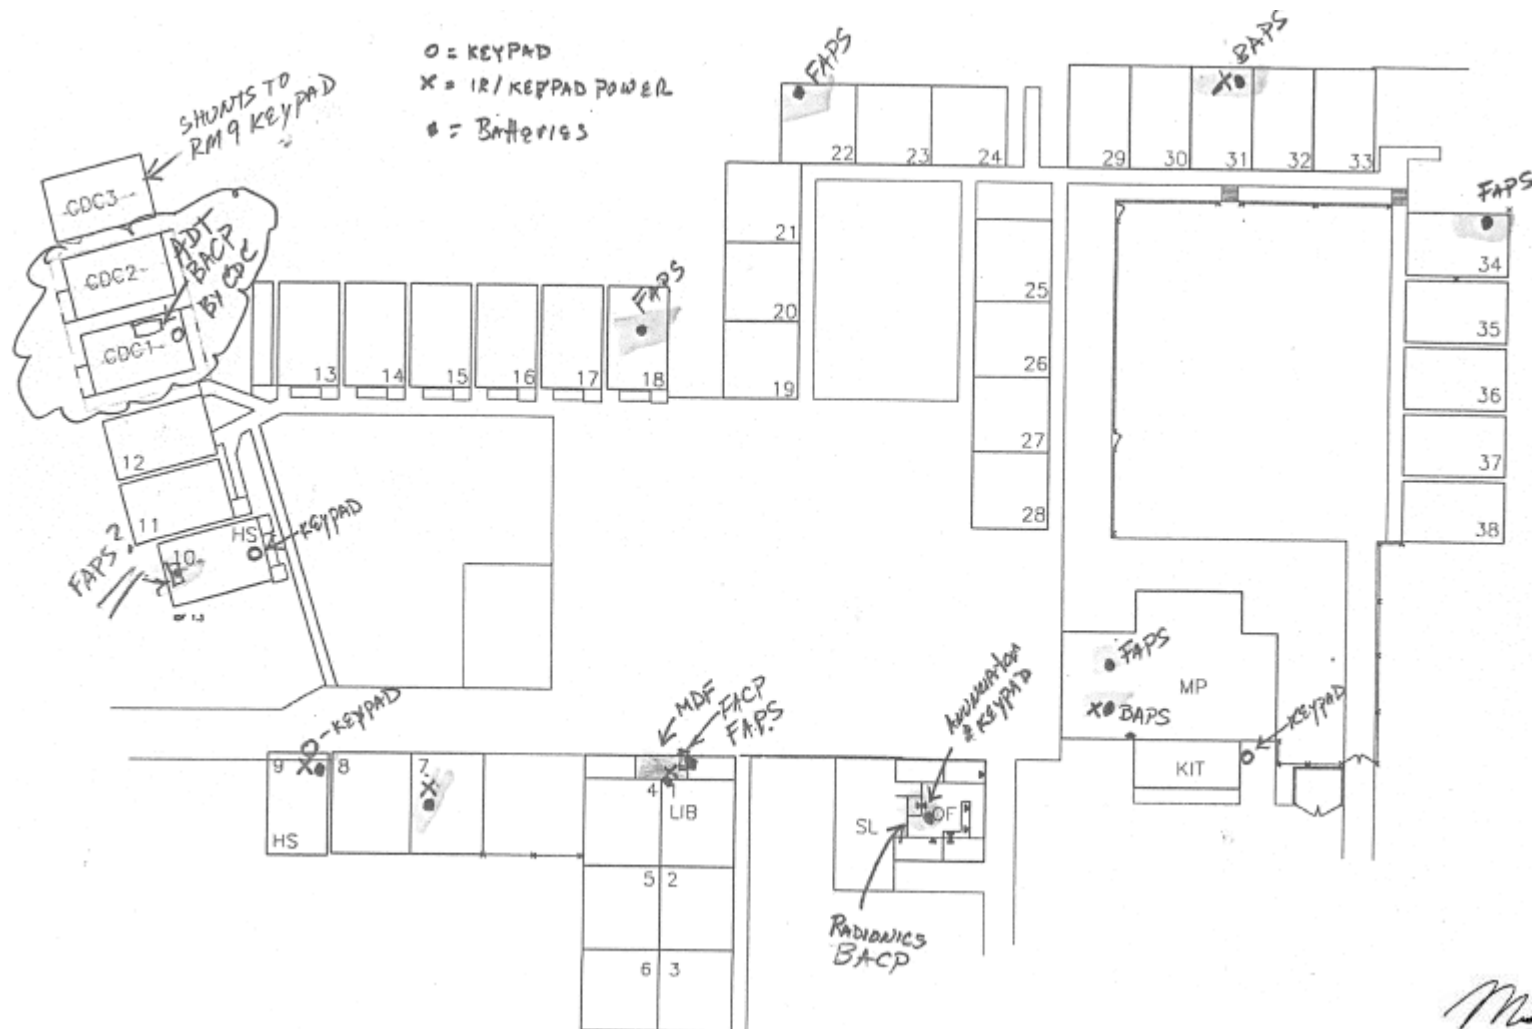 O = KEYPAD
X = IR/KEYPAD POWER
● = BATTERIES
SHUNTS TO
RM 9 KEYPAD
CDC3
CDC2
CDC1
ADT
BACP
BY CDC
FAPS
22
23
24
BAPS
29
30
31
32
33
FAPS
34
35
36
37
38
21
20
19
25
26
27
28
13
14
15
16
17
FAPS
18
12
11
HS
10
KEYPAD
FAPS ?
KEYPAD
9
HS
8
7
MDF
FACP
FAPS
4
1
LIB
5
2
6
3
ANUNCIATOR
& KEYPAD
SL
OF
RADIONICS
BACP
FAPS
MP
BAPS
KIT
KEYPAD